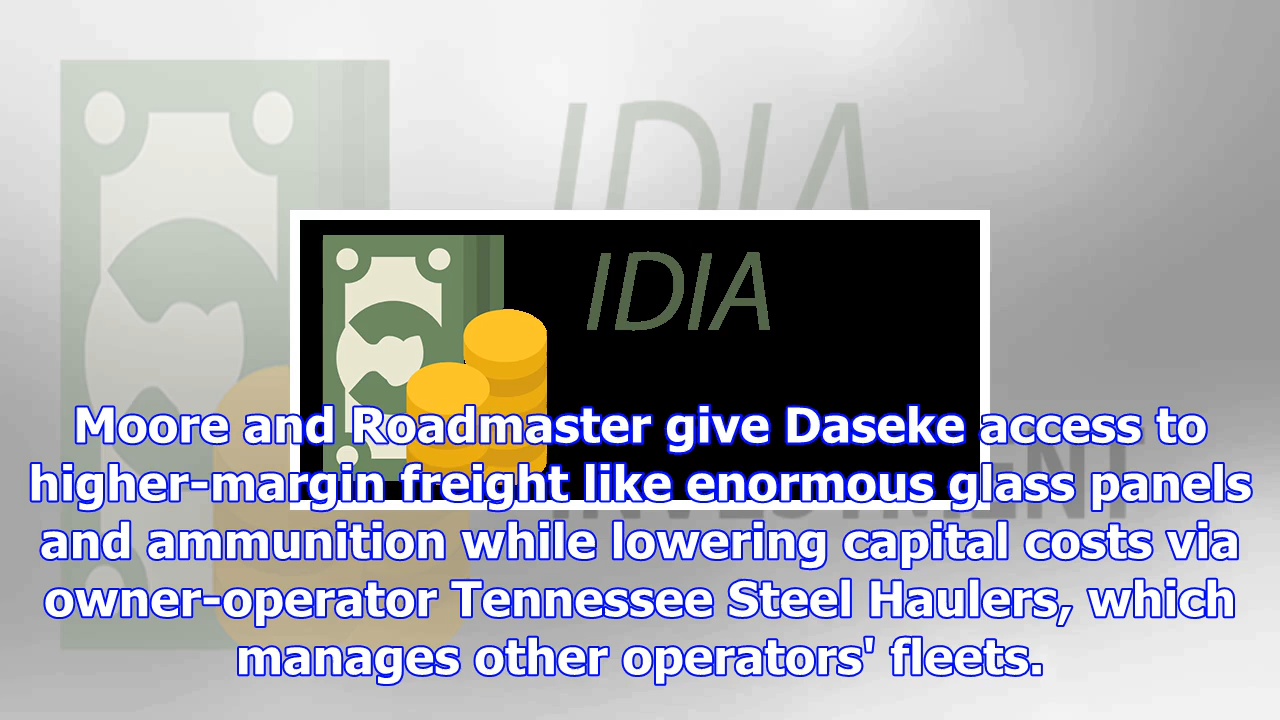 IDIA
IDIA
Moore and Roadmaster give Daseke access to
higher-margin freight like enormous glass panels
and ammunition while lowering capital costs via
owner-operator Tennessee Steel Haulers, which
manages other operators' fleets.